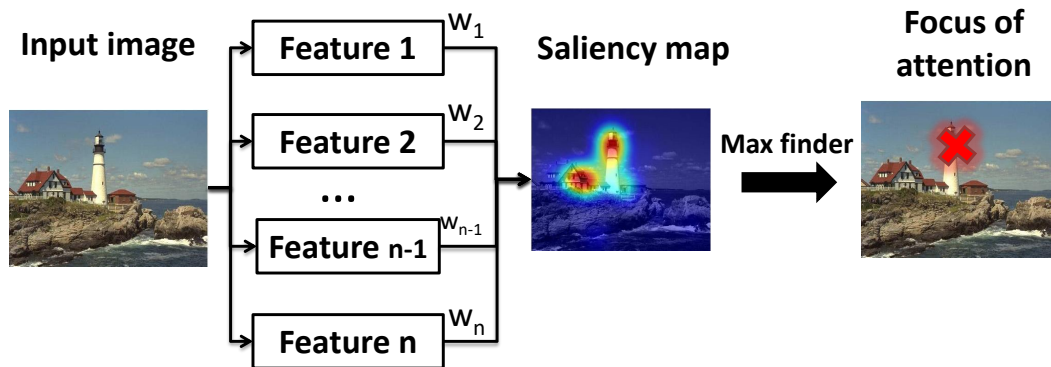 Input image
Feature 1
w1
Feature 2
w2
...
Feature n-1
wn-1
Feature n
wn
Saliency map
Max finder
Focus of
attention